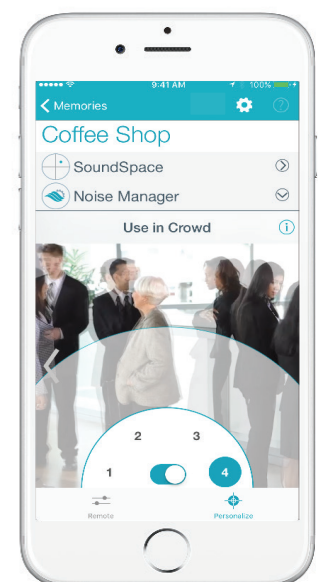 9:41 AM 100%
Memories
Coffee Shop
SoundSpace
Noise Manager
Use in Crowd
2 3
1 4
Remote Personalize